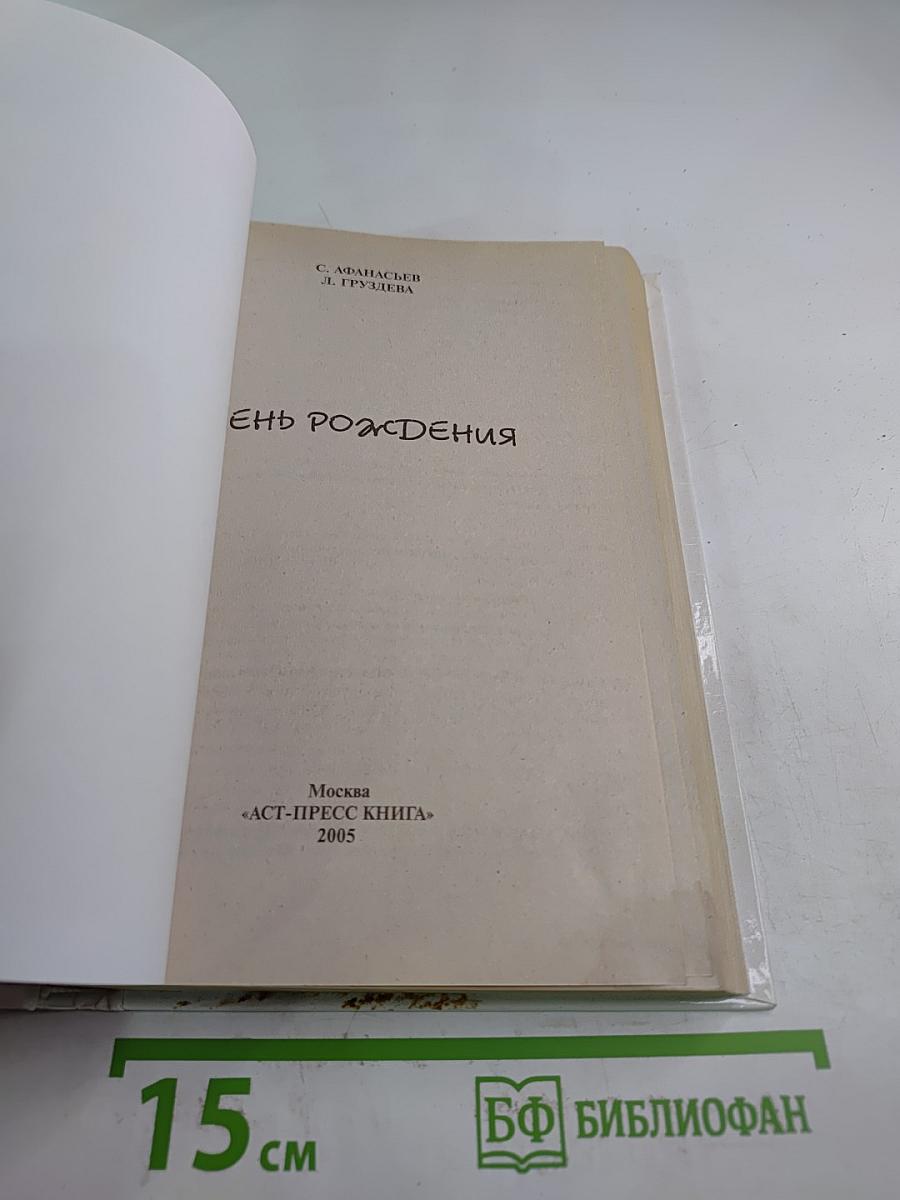 С. АФАНАСЬЕВ
Л. ГРУЗДЕВА
ЕНЬ РОЖДЕНИЯ
Москва
«АСТ-ПРЕСС КНИГА»
2005
15 см
БФ БИБЛИОФАН